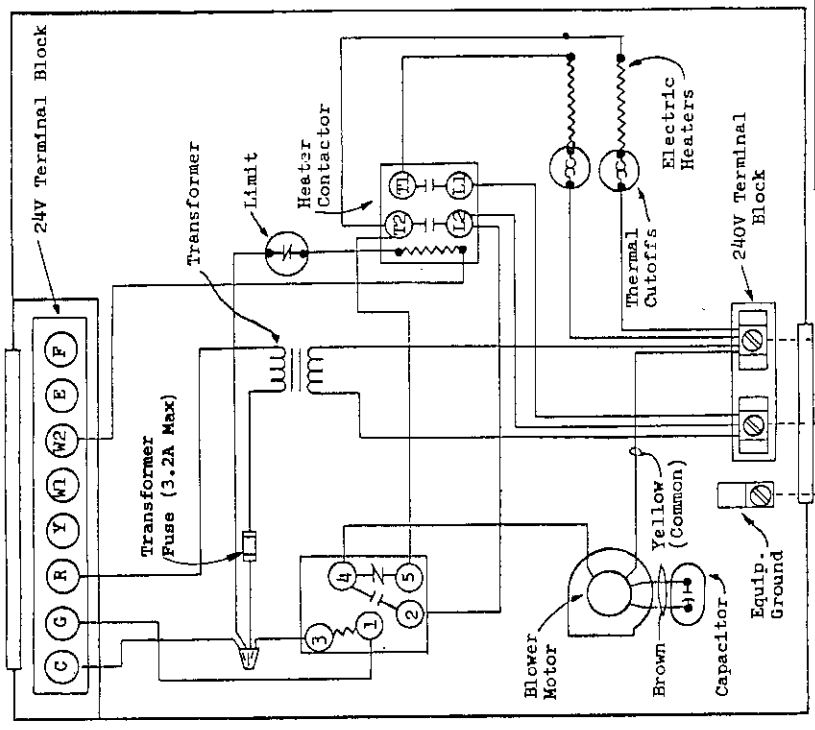 24V Terminal Block
C
G
R
Y
W1
W2
E
F
Transformer
Limit
Heater
Contactor
T1
L1
T2
L2
Electric
Heaters
Thermal
Cutoffs
240V Terminal
Block
Transformer
Fuse (3.2A Max)
3
1
4
2
5
Yellow
(Common)
Blower
Motor
Brown
Capacitor
Equip.
Ground